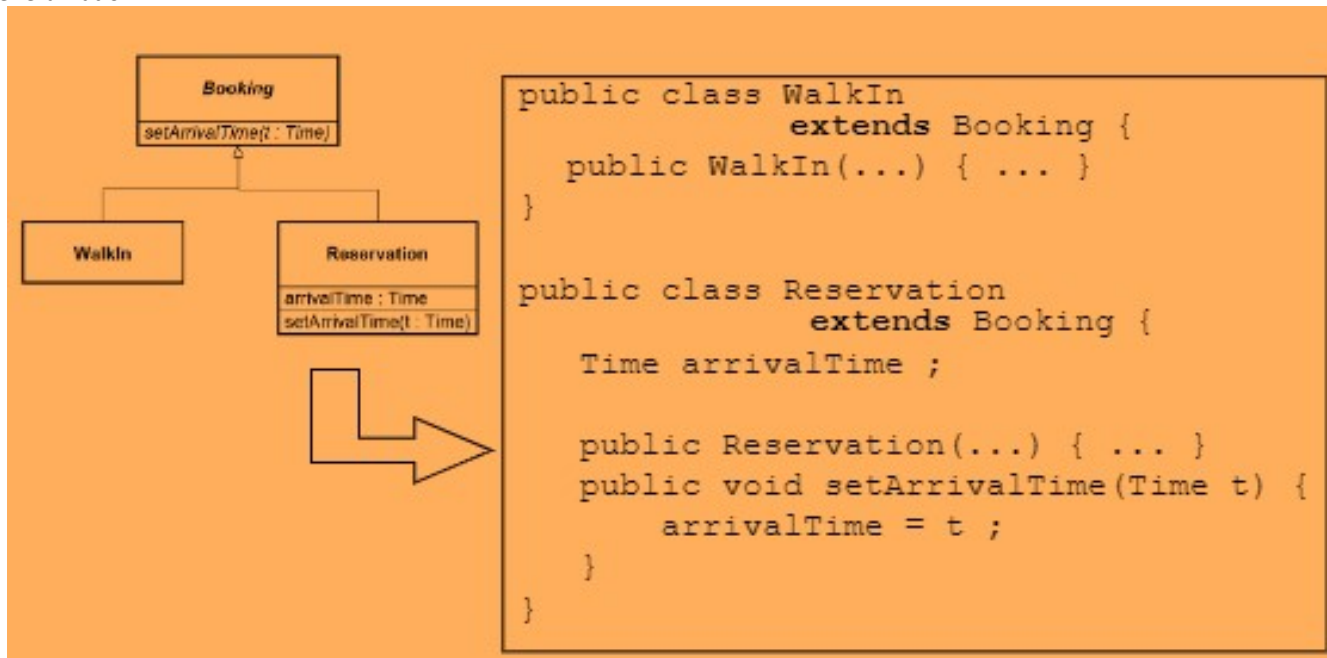 Booking
setArrivalTime(t : Time)
WalkIn
Reservation
arrivalTime : Time
setArrivalTime(t : Time)
public class WalkIn
extends Booking {
public WalkIn(...) { ... }
}
public class Reservation
extends Booking {
Time arrivalTime ;
public Reservation(...) { ... }
public void setArrivalTime(Time t) {
arrivalTime = t ;
}
}